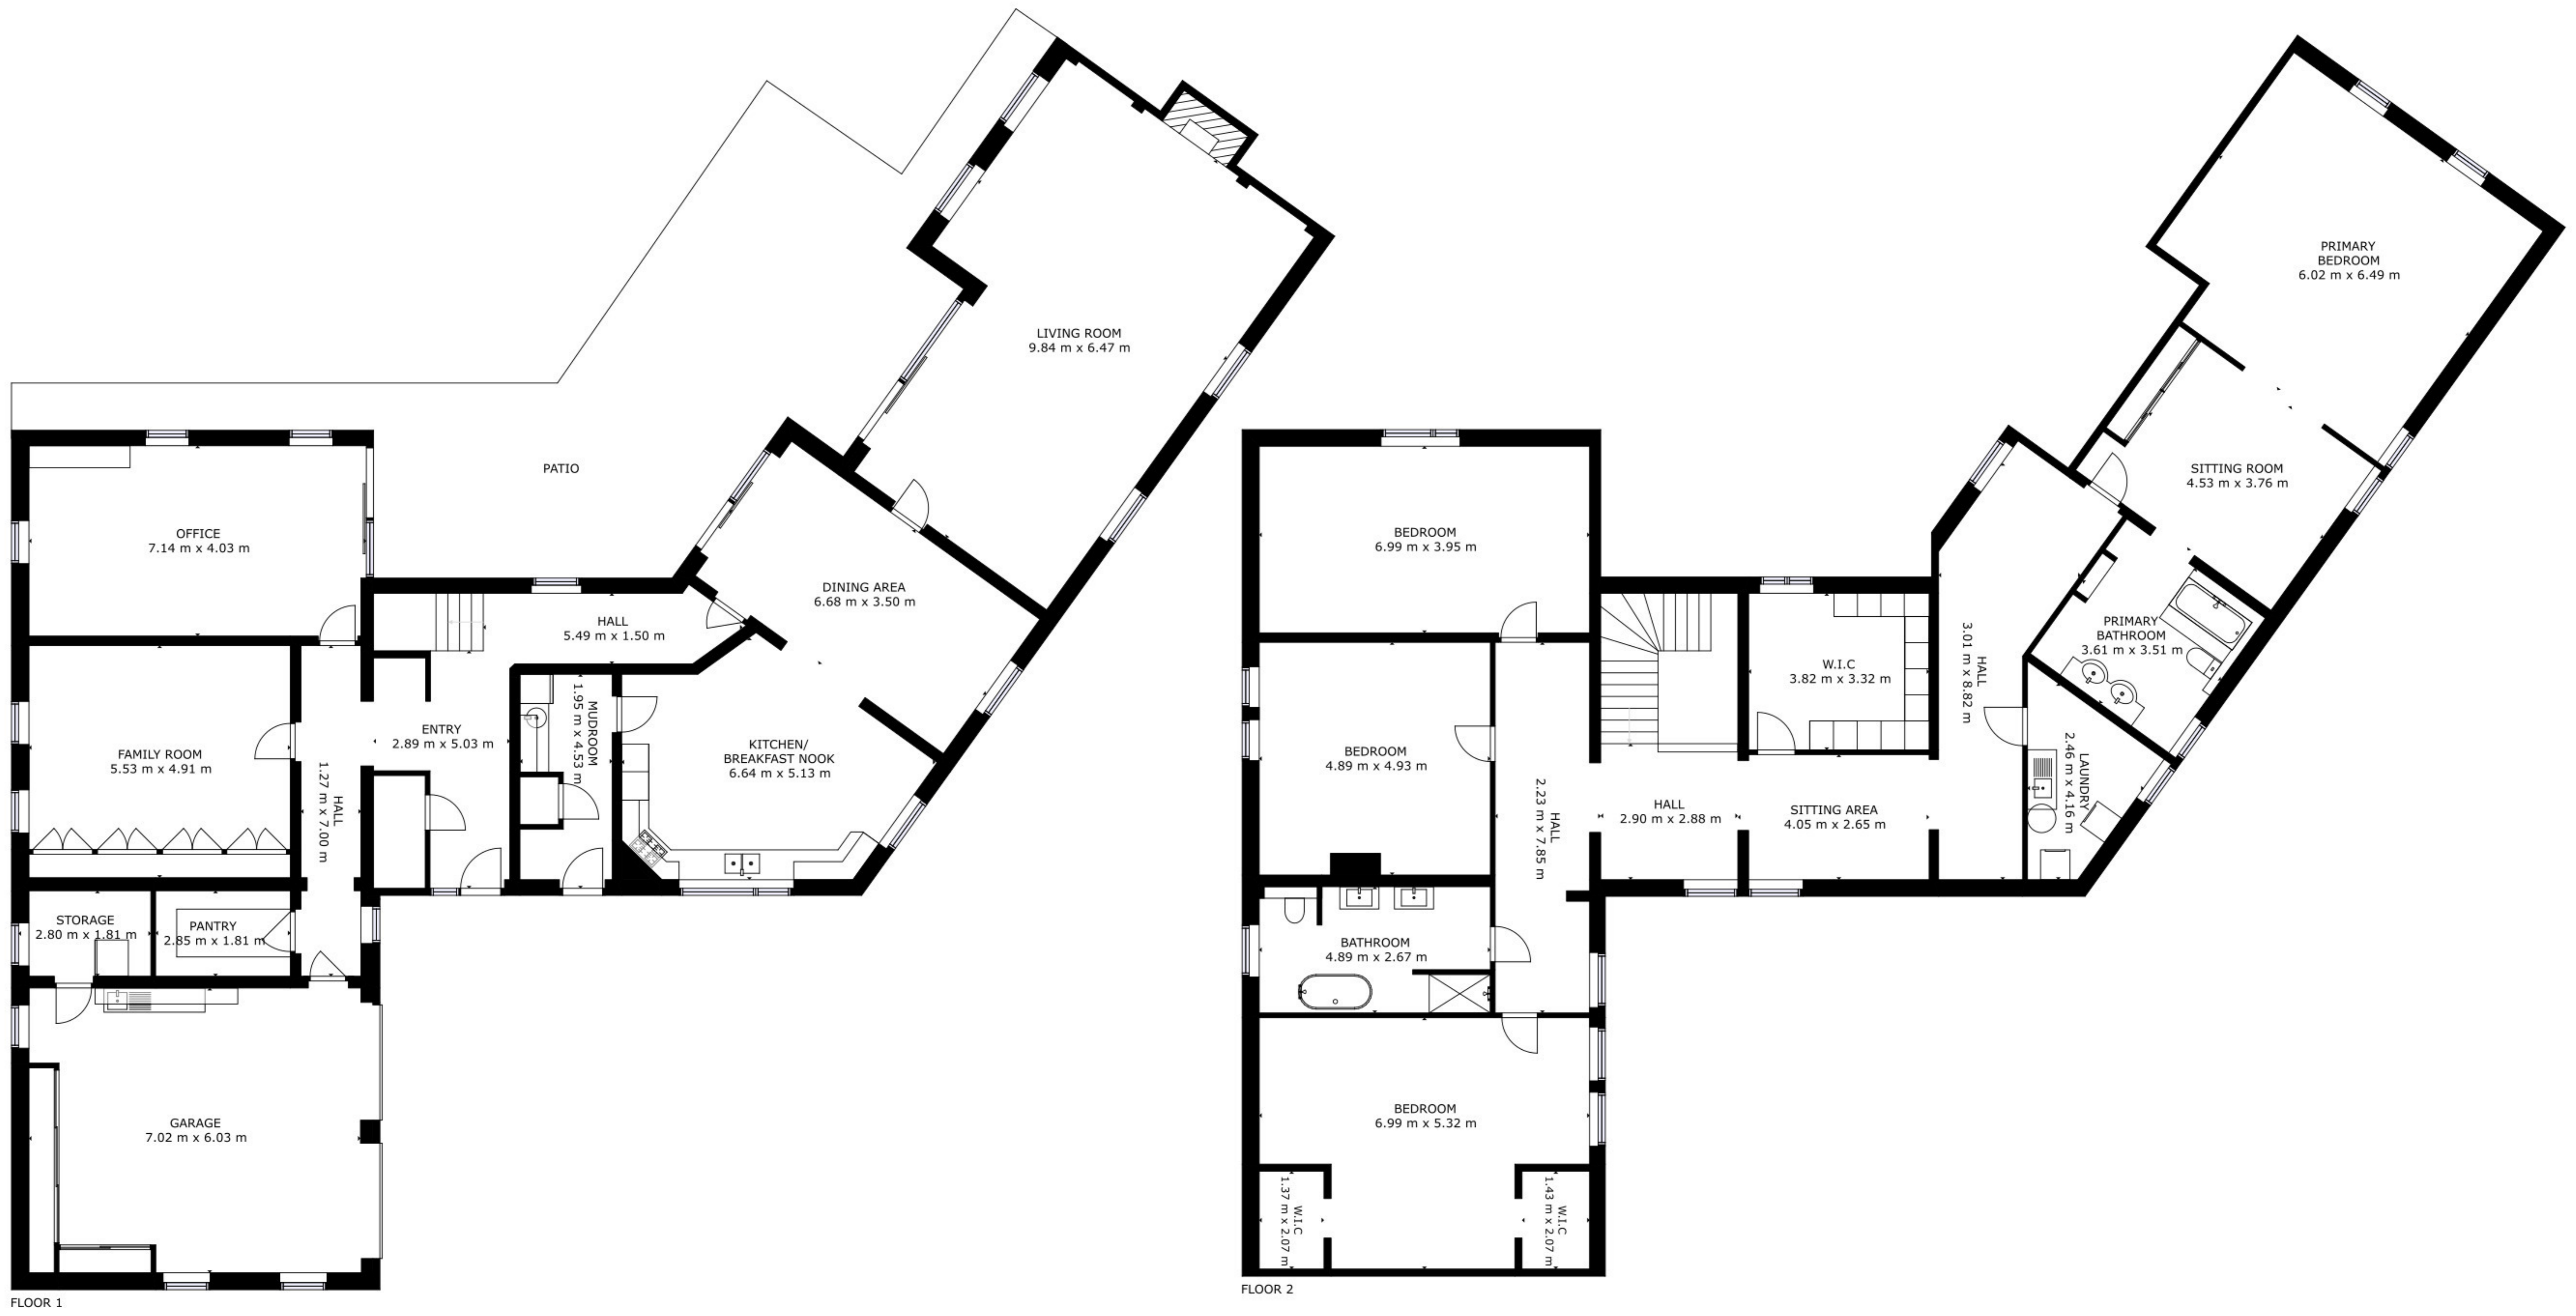 LIVING ROOM
9.84 m x 6.47 m
PATIO
OFFICE
7.14 m x 4.03 m
DINING AREA
6.68 m x 3.50 m
HALL
5.49 m x 1.50 m
ENTRY
2.89 m x 5.03 m
MUDROOM
1.95 m x 4.53 m
KITCHEN/
BREAKFAST NOOK
6.64 m x 5.13 m
FAMILY ROOM
5.53 m x 4.91 m
HALL
1.27 m x 7.00 m
STORAGE
2.80 m x 1.81 m
PANTRY
2.85 m x 1.81 m
GARAGE
7.02 m x 6.03 m
FLOOR 1
PRIMARY
BEDROOM
6.02 m x 6.49 m
SITTING ROOM
4.53 m x 3.76 m
BEDROOM
6.99 m x 3.95 m
PRIMARY
BATHROOM
3.61 m x 3.51 m
HALL
3.01 m x 8.82 m
W.I.C
3.82 m x 3.32 m
BEDROOM
4.89 m x 4.93 m
LAUNDRY
2.46 m x 4.16 m
HALL
2.23 m x 7.85 m
HALL
2.90 m x 2.88 m
SITTING AREA
4.05 m x 2.65 m
BATHROOM
4.89 m x 2.67 m
BEDROOM
6.99 m x 5.32 m
W.I.C
1.37 m x 2.07 m
W.I.C
1.43 m x 2.07 m
FLOOR 2